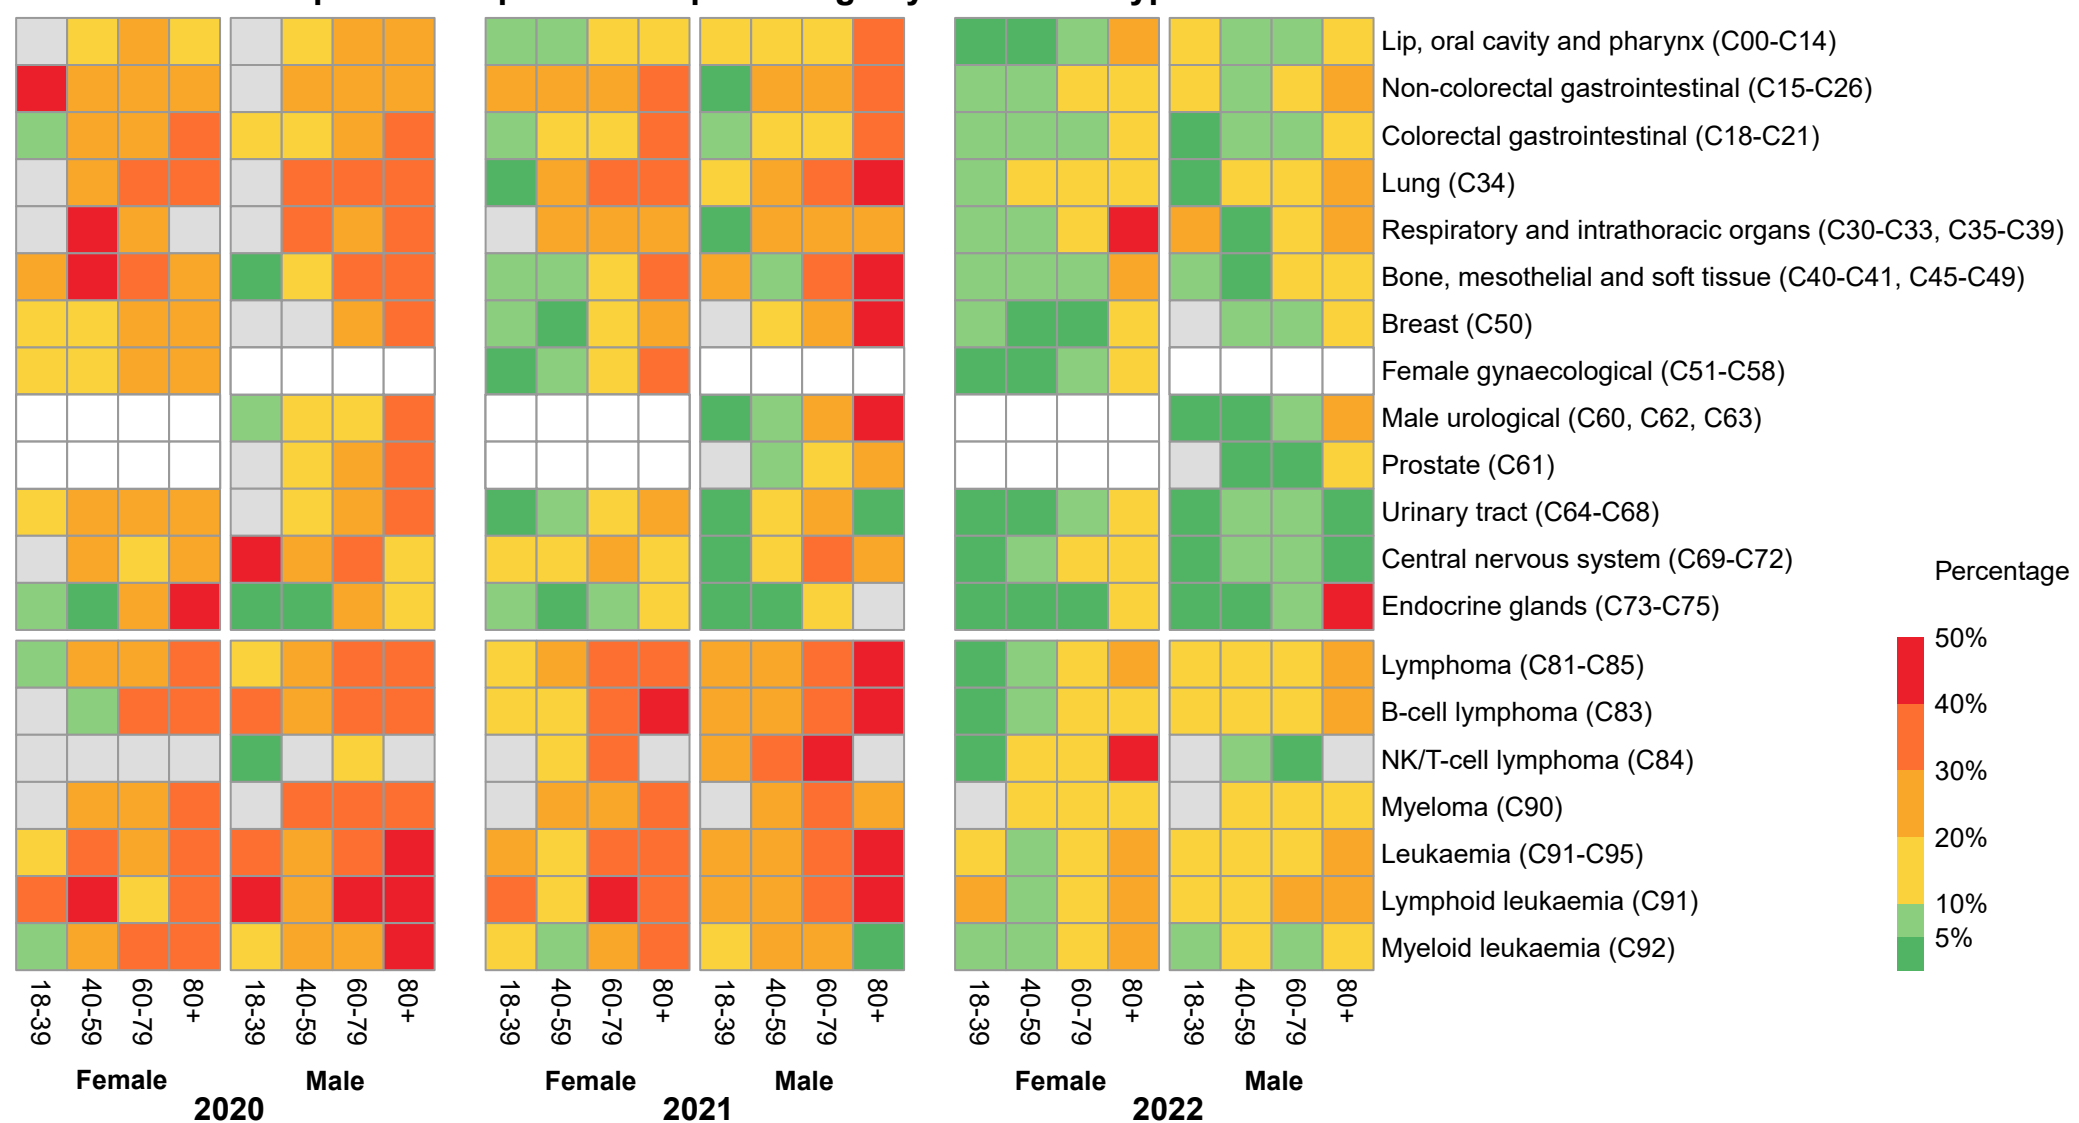 Lip, oral cavity and pharynx (C00-C14)
Non-colorectal gastrointestinal (C15-C26)
Colorectal gastrointestinal (C18-C21)
Lung (C34)
Respiratory and intrathoracic organs (C30-C33, C35-C39)
Bone, mesothelial and soft tissue (C40-C41, C45-C49)
Breast (C50)
Female gynaecological (C51-C58)
Male urological (C60, C62, C63)
Prostate (C61)
Urinary tract (C64-C68)
Central nervous system (C69-C72)
Endocrine glands (C73-C75)
Lymphoma (C81-C85)
B-cell lymphoma (C83)
NK/T-cell lymphoma (C84)
Myeloma (C90)
Leukaemia (C91-C95)
Lymphoid leukaemia (C91)
Myeloid leukaemia (C92)
Percentage
50%
40%
30%
20%
10%
5%
18-39 40-59 60-79 80+ 18-39 40-59 60-79 80+ 18-39 40-59 60-79 80+ 18-39 40-59 60-79 80+ 18-39 40-59 60-79 80+ 18-39 40-59 60-79 80+
Female Male Female Male Female Male
2020 2021 2022